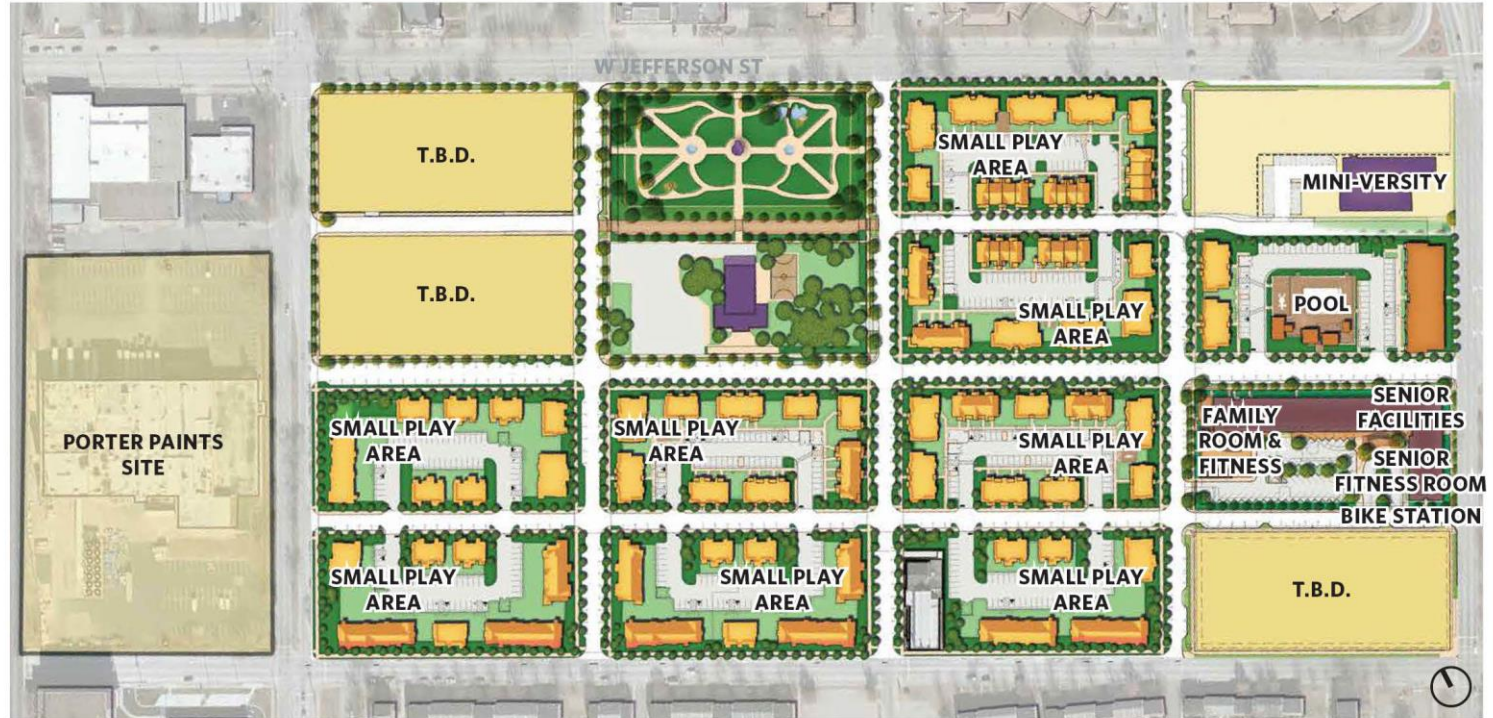 W JEFFERSON ST
T.B.D.
SMALL PLAY
AREA
MINI-VERSITY
T.B.D.
SMALL PLAY
AREA
POOL
PORTER PAINTS
SITE
SMALL PLAY
AREA
SMALL PLAY
AREA
SMALL PLAY
AREA
FAMILY
ROOM &
FITNESS
SENIOR
FACILITIES
SENIOR
FITNESS ROOM
BIKE STATION
SMALL PLAY
AREA
SMALL PLAY
AREA
SMALL PLAY
AREA
T.B.D.